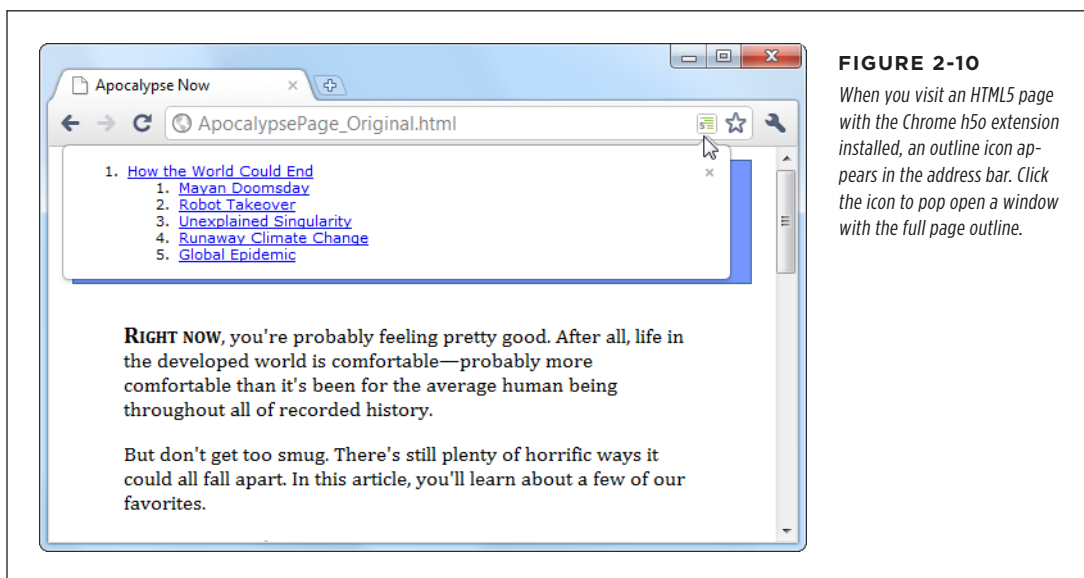 Apocalypse Now
ApocalypsePage_Original.html
1. How the World Could End
1. Mayan Doomsday
2. Robot Takeover
3. Unexplained Singularity
4. Runaway Climate Change
5. Global Epidemic
RIGHT NOW, you're probably feeling pretty good. After all, life in
the developed world is comfortable—probably more
comfortable than it's been for the average human being
throughout all of recorded history.
But don't get too smug. There's still plenty of horrific ways it
could all fall apart. In this article, you'll learn about a few of our
favorites.
FIGURE 2-10
When you visit an HTML5 page
with the Chrome h5o extension
installed, an outline icon ap-
pears in the address bar. Click
the icon to pop open a window
with the full page outline.